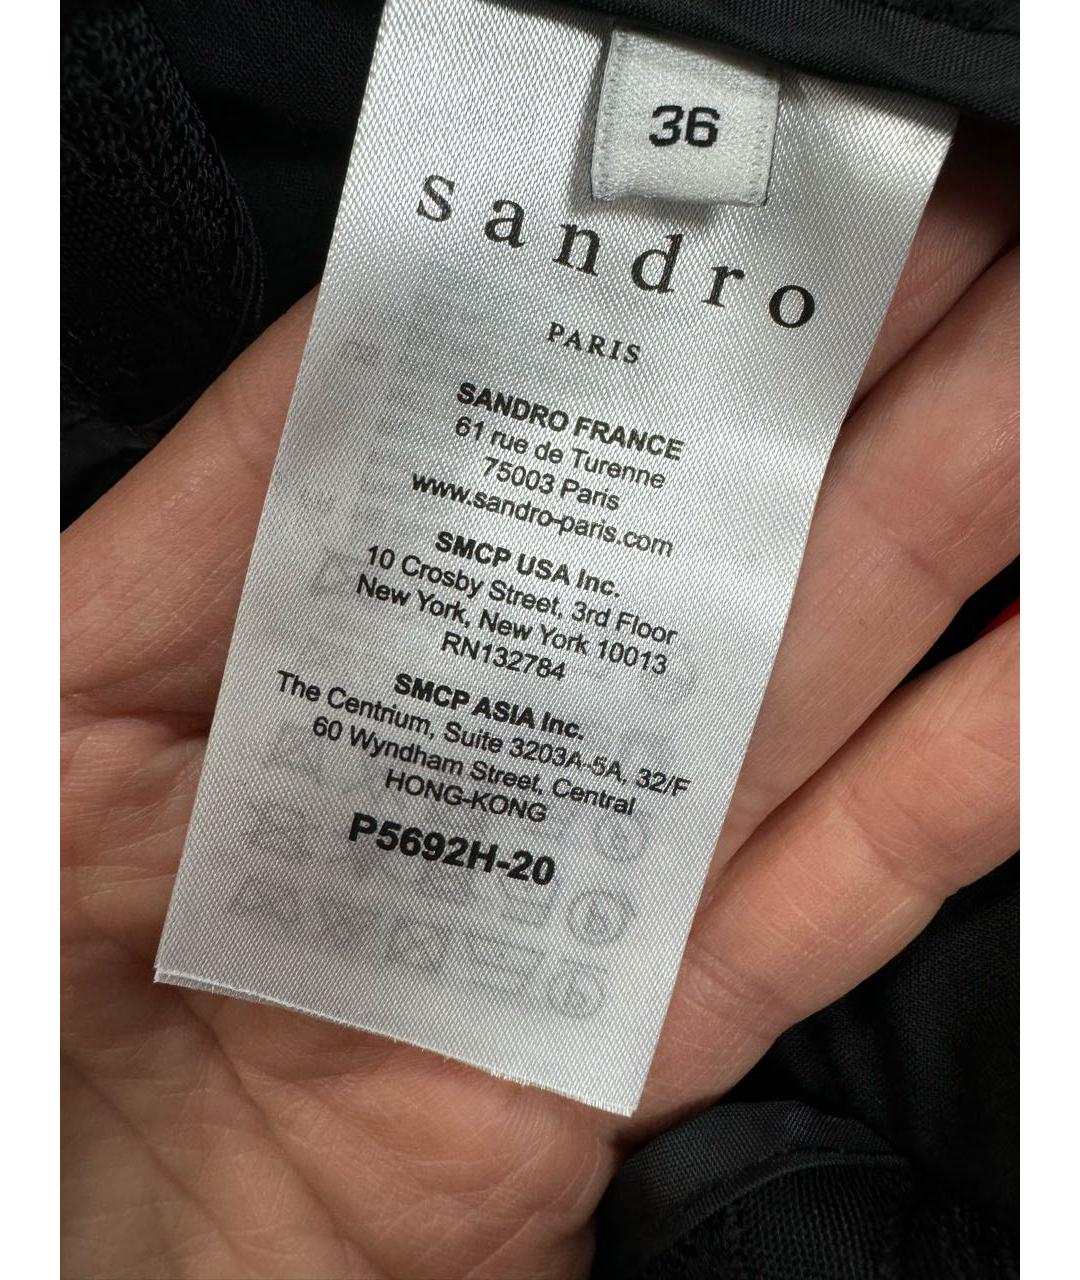 36
sandro
PARIS
SANDRO FRANCE
61 rue de Turenne
75003 Paris
www.sandro-paris.com
SMCP USA Inc.
10 Crosby Street, 3rd Floor
New York, New York 10013
RN132784
SMCP ASIA Inc.
The Centrium, Suite 3203A-5A, 32/F
60 Wyndham Street, Central
HONG-KONG
P5692H-20